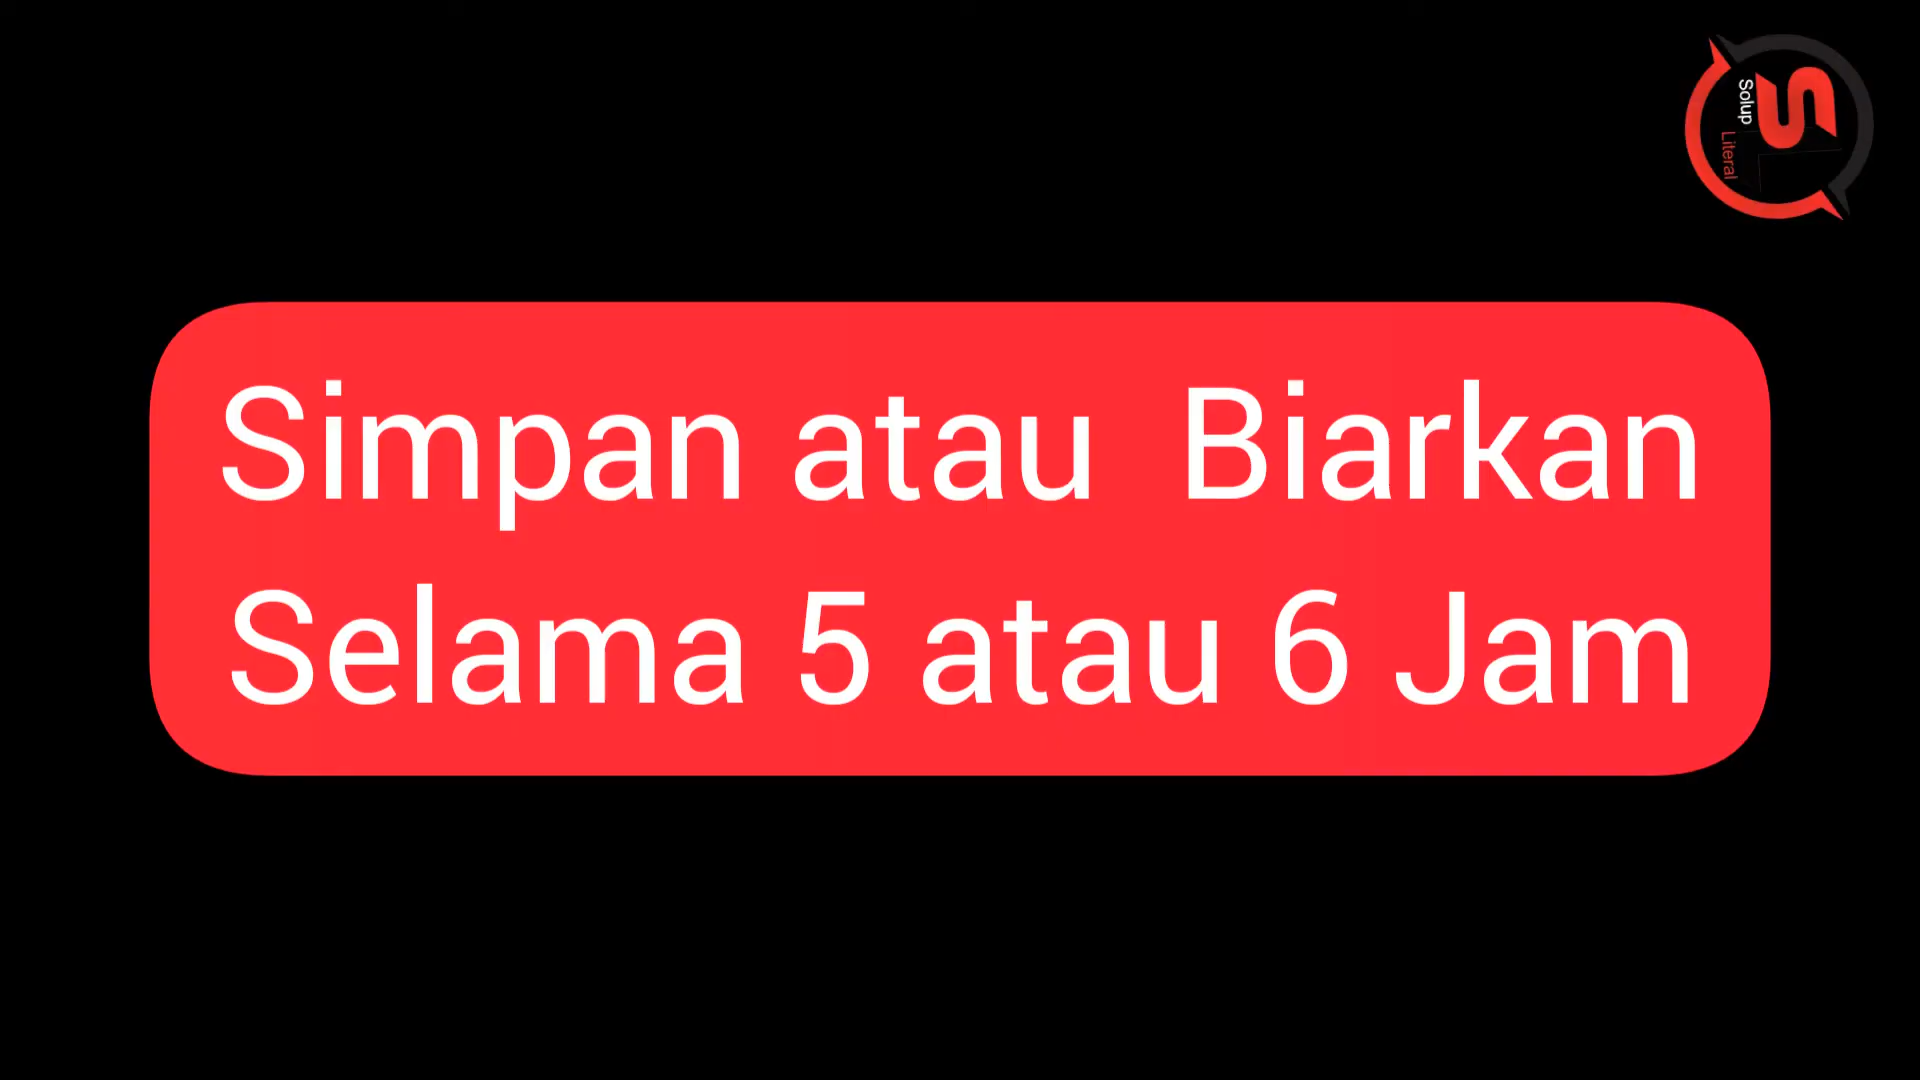 Simpan atau  Biarkan
Selama 5 atau 6 Jam
S
Solup
Literal